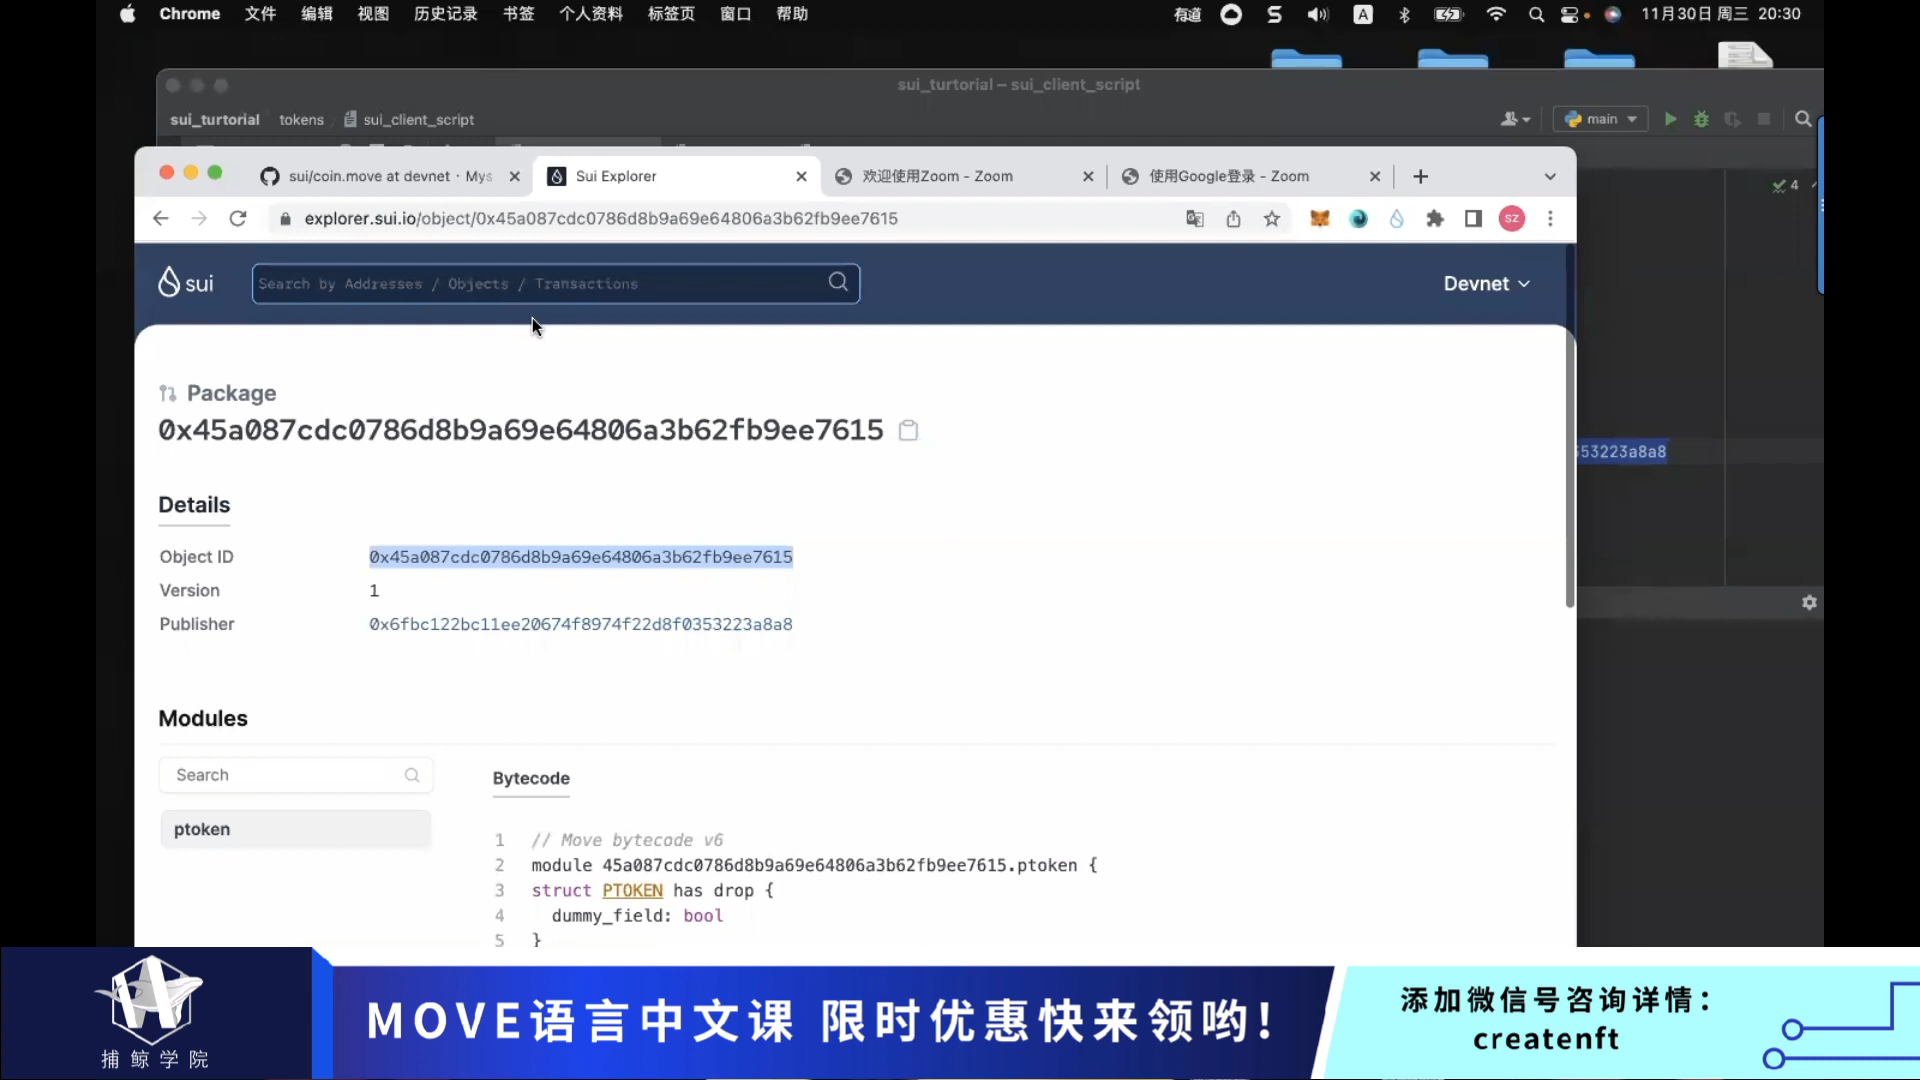 Chrome 文件 编辑 视图 历史记录 书签 个人资料 标签页 窗口 帮助 有道 S A 11月30日 周三 20:30
sui_turtorial – sui_client_script
sui_turtorial tokens sui_client_script main
sui/coin.move at devnet · Mys Sui Explorer 欢迎使用Zoom - Zoom 使用Google登录 - Zoom
4
explorer.sui.io/object/0x45a087cdc0786d8b9a69e64806a3b62fb9ee7615 SZ
sui Search by Addresses / Objects / Transactions Devnet
Package
0x45a087cdc0786d8b9a69e64806a3b62fb9ee7615
53223a8a8
Details
Object ID 0x45a087cdc0786d8b9a69e64806a3b62fb9ee7615
Version 1
Publisher 0x6fbc122bc11ee20674f8974f22d8f0353223a8a8
Modules
Search
Bytecode
ptoken
1 // Move bytecode v6
2 module 45a087cdc0786d8b9a69e64806a3b62fb9ee7615.ptoken {
3 struct PTOKEN has drop {
4 dummy_field: bool
5 }
捕鲸学院
MOVE语言中文课 限时优惠快来领哟!
添加微信号咨询详情:
createnft